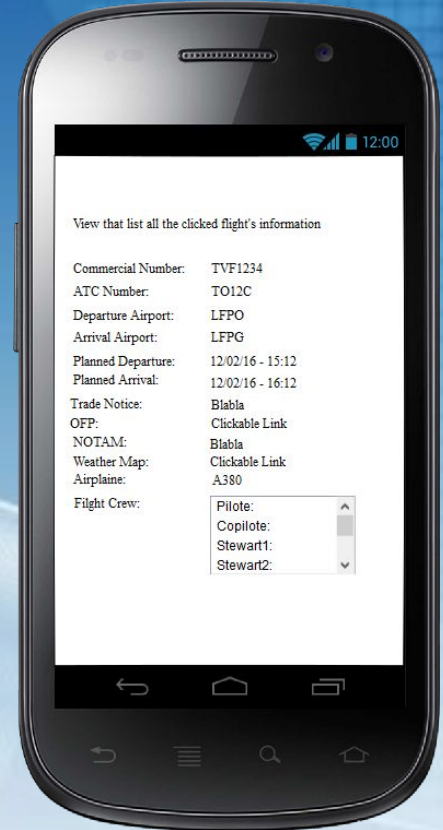 12:00
View that list all the clicked flight's information
Commercial Number: TVF1234
ATC Number: TO12C
Departure Airport: LFPO
Arrival Airport: LFPG
Planned Departure: 12/02/16 - 15:12
Planned Arrival: 12/02/16 - 16:12
Trade Notice: Blabla
OFP: Clickable Link
NOTAM: Blabla
Weather Map: Clickable Link
Airplaine: A380
Filght Crew: Pilote:
Copilote:
Stewart1:
Stewart2: